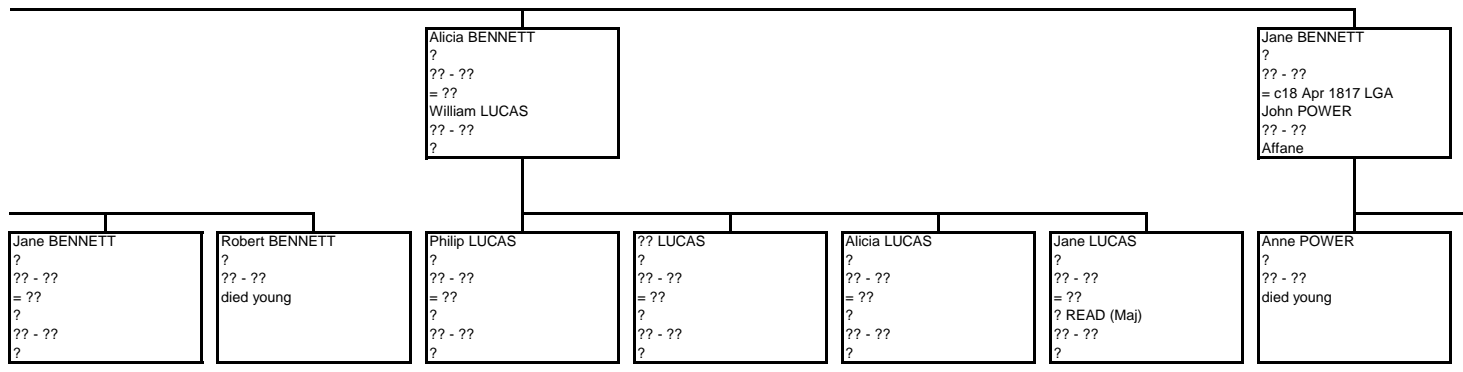 Alicia BENNETT
?
?? - ??
= ??
William LUCAS
?? - ??
?
Jane BENNETT
?
?? - ??
= c18 Apr 1817 LGA
John POWER
?? - ??
Affane
Jane BENNETT
?
?? - ??
= ??
?
?? - ??
?
Robert BENNETT
?
?? - ??
died young
Philip LUCAS
?
?? - ??
= ??
?
?? - ??
?
?? LUCAS
?
?? - ??
= ??
?
?? - ??
?
Alicia LUCAS
?
?? - ??
= ??
?
?? - ??
?
Jane LUCAS
?
?? - ??
= ??
? READ (Maj)
?? - ??
?
Anne POWER
?
?? - ??
died young